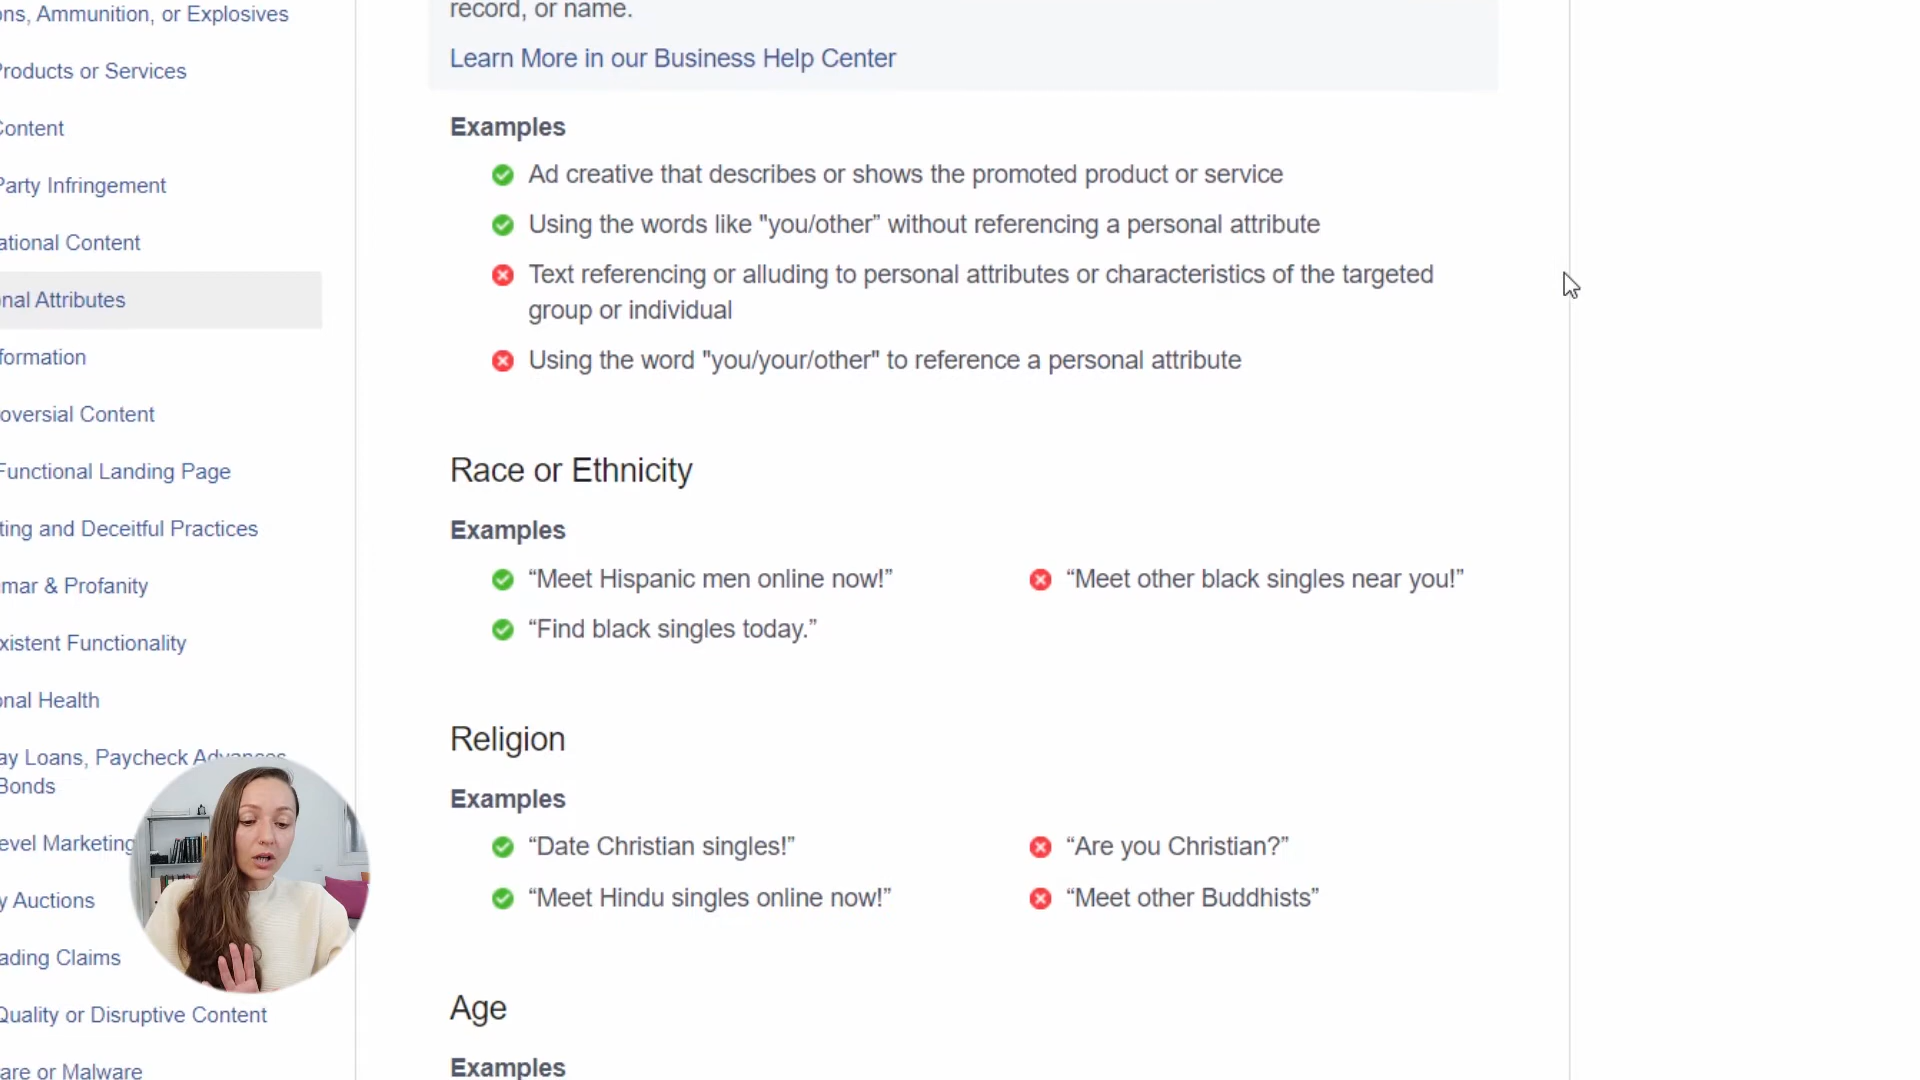 ons, Ammunition, or Explosives
Products or Services
Content
Party Infringement
ational Content
nal Attributes
formation
oversial Content
Functional Landing Page
ting and Deceitful Practices
mar & Profanity
xistent Functionality
onal Health
ay Loans, Paycheck Advances
Bonds
evel Marketing
y Auctions
ading Claims
Quality or Disruptive Content
are or Malware
record, or name.
Learn More in our Business Help Center
Examples
Ad creative that describes or shows the promoted product or service
Using the words like "you/other” without referencing a personal attribute
Text referencing or alluding to personal attributes or characteristics of the targeted
group or individual
Using the word "you/your/other" to reference a personal attribute
Race or Ethnicity
Examples
“Meet Hispanic men online now!”
“Meet other black singles near you!”
“Find black singles today.”
Religion
Examples
“Date Christian singles!”
“Are you Christian?”
“Meet Hindu singles online now!”
“Meet other Buddhists”
Age
Examples